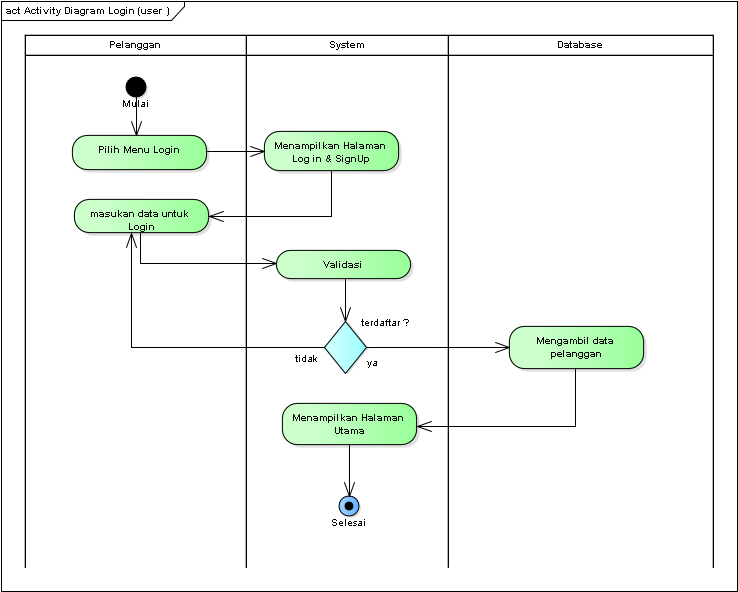 act Activity Diagram Login (user )
Pelanggan
System
Database
Mulai
Pilih Menu Login
Menampilkan Halaman
Log in & SignUp
masukan data untuk
Login
Validasi
terdaftar ?
tidak
ya
Mengambil data
pelanggan
Menampilkan Halaman
Utama
Selesai